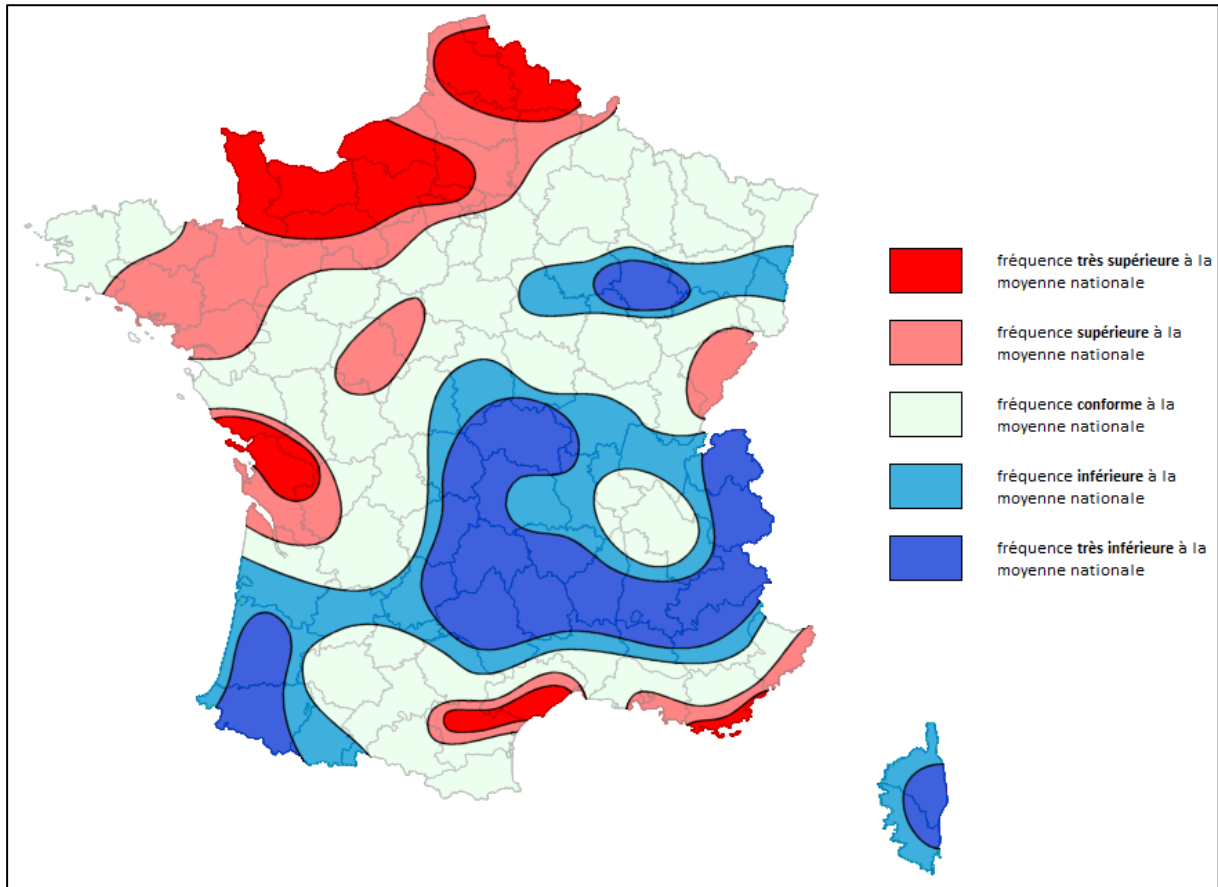 fréquence très supérieure à la
moyenne nationale
fréquence supérieure à la
moyenne nationale
fréquence conforme à la
moyenne nationale
fréquence inférieure à la
moyenne nationale
fréquence très inférieure à la
moyenne nationale